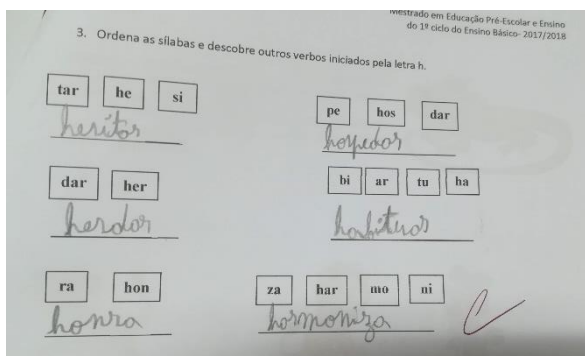 Mestrado em Educação Pré-Escolar e Ensino
do 1º ciclo do Ensino Básico- 2017/2018
3. Ordena as sílabas e descobre outros verbos iniciados pela letra h.
tar he si
hesitar
pe hos dar
hospedar
dar her
herdar
bi ar tu ha
habituar
ra hon
honra
za har mo ni
harmoniza